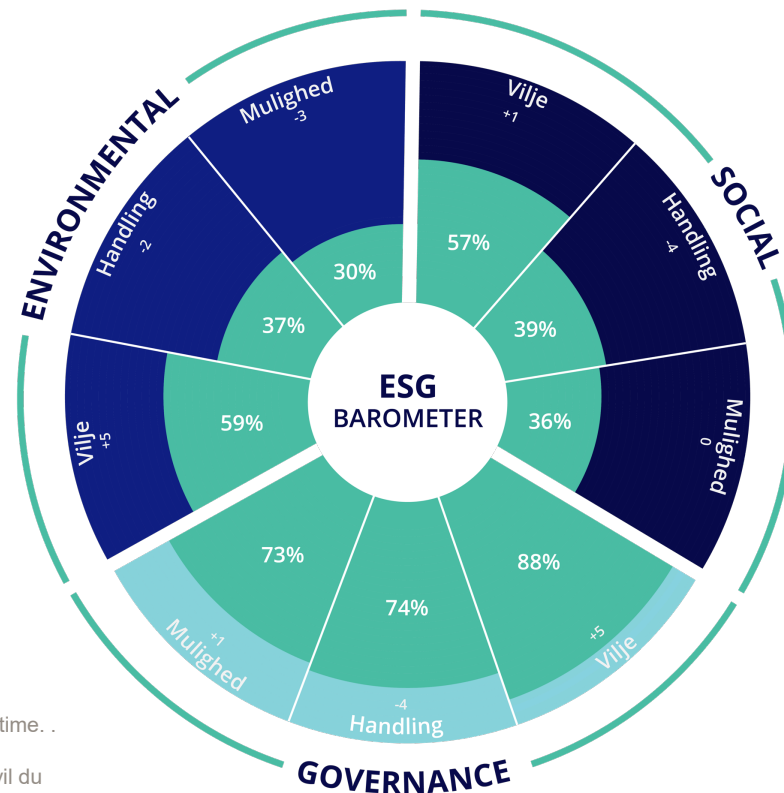 ENVIRONMENTAL
Mulighed
-3
30%
Handling
-2
37%
Vilje
+5
59%
SOCIAL
Vilje
+1
57%
Handling
-4
39%
Mulighed
0
36%
ESG
BAROMETER
GOVERNANCE
Mulighed
+1
73%
Handling
-4
74%
Vilje
+5
88%
time. .
vil du